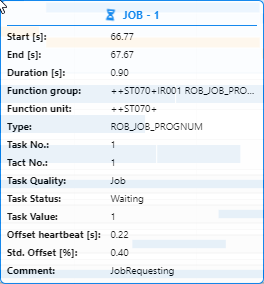 JOB - 1
Start [s]: 66.77
End [s]: 67.67
Duration [s]: 0.90
Function group: ++ST070+IR001 ROB_JOB_PRO...
Function unit: ++ST070+
Type: ROB_JOB_PROGNUM
Task No.: 1
Tact No.: 1
Task Quality: Job
Task Status: Waiting
Task Value: 1
Offset heartbeat [s]: 0.22
Std. Offset [%]: 0.40
Comment: JobRequesting